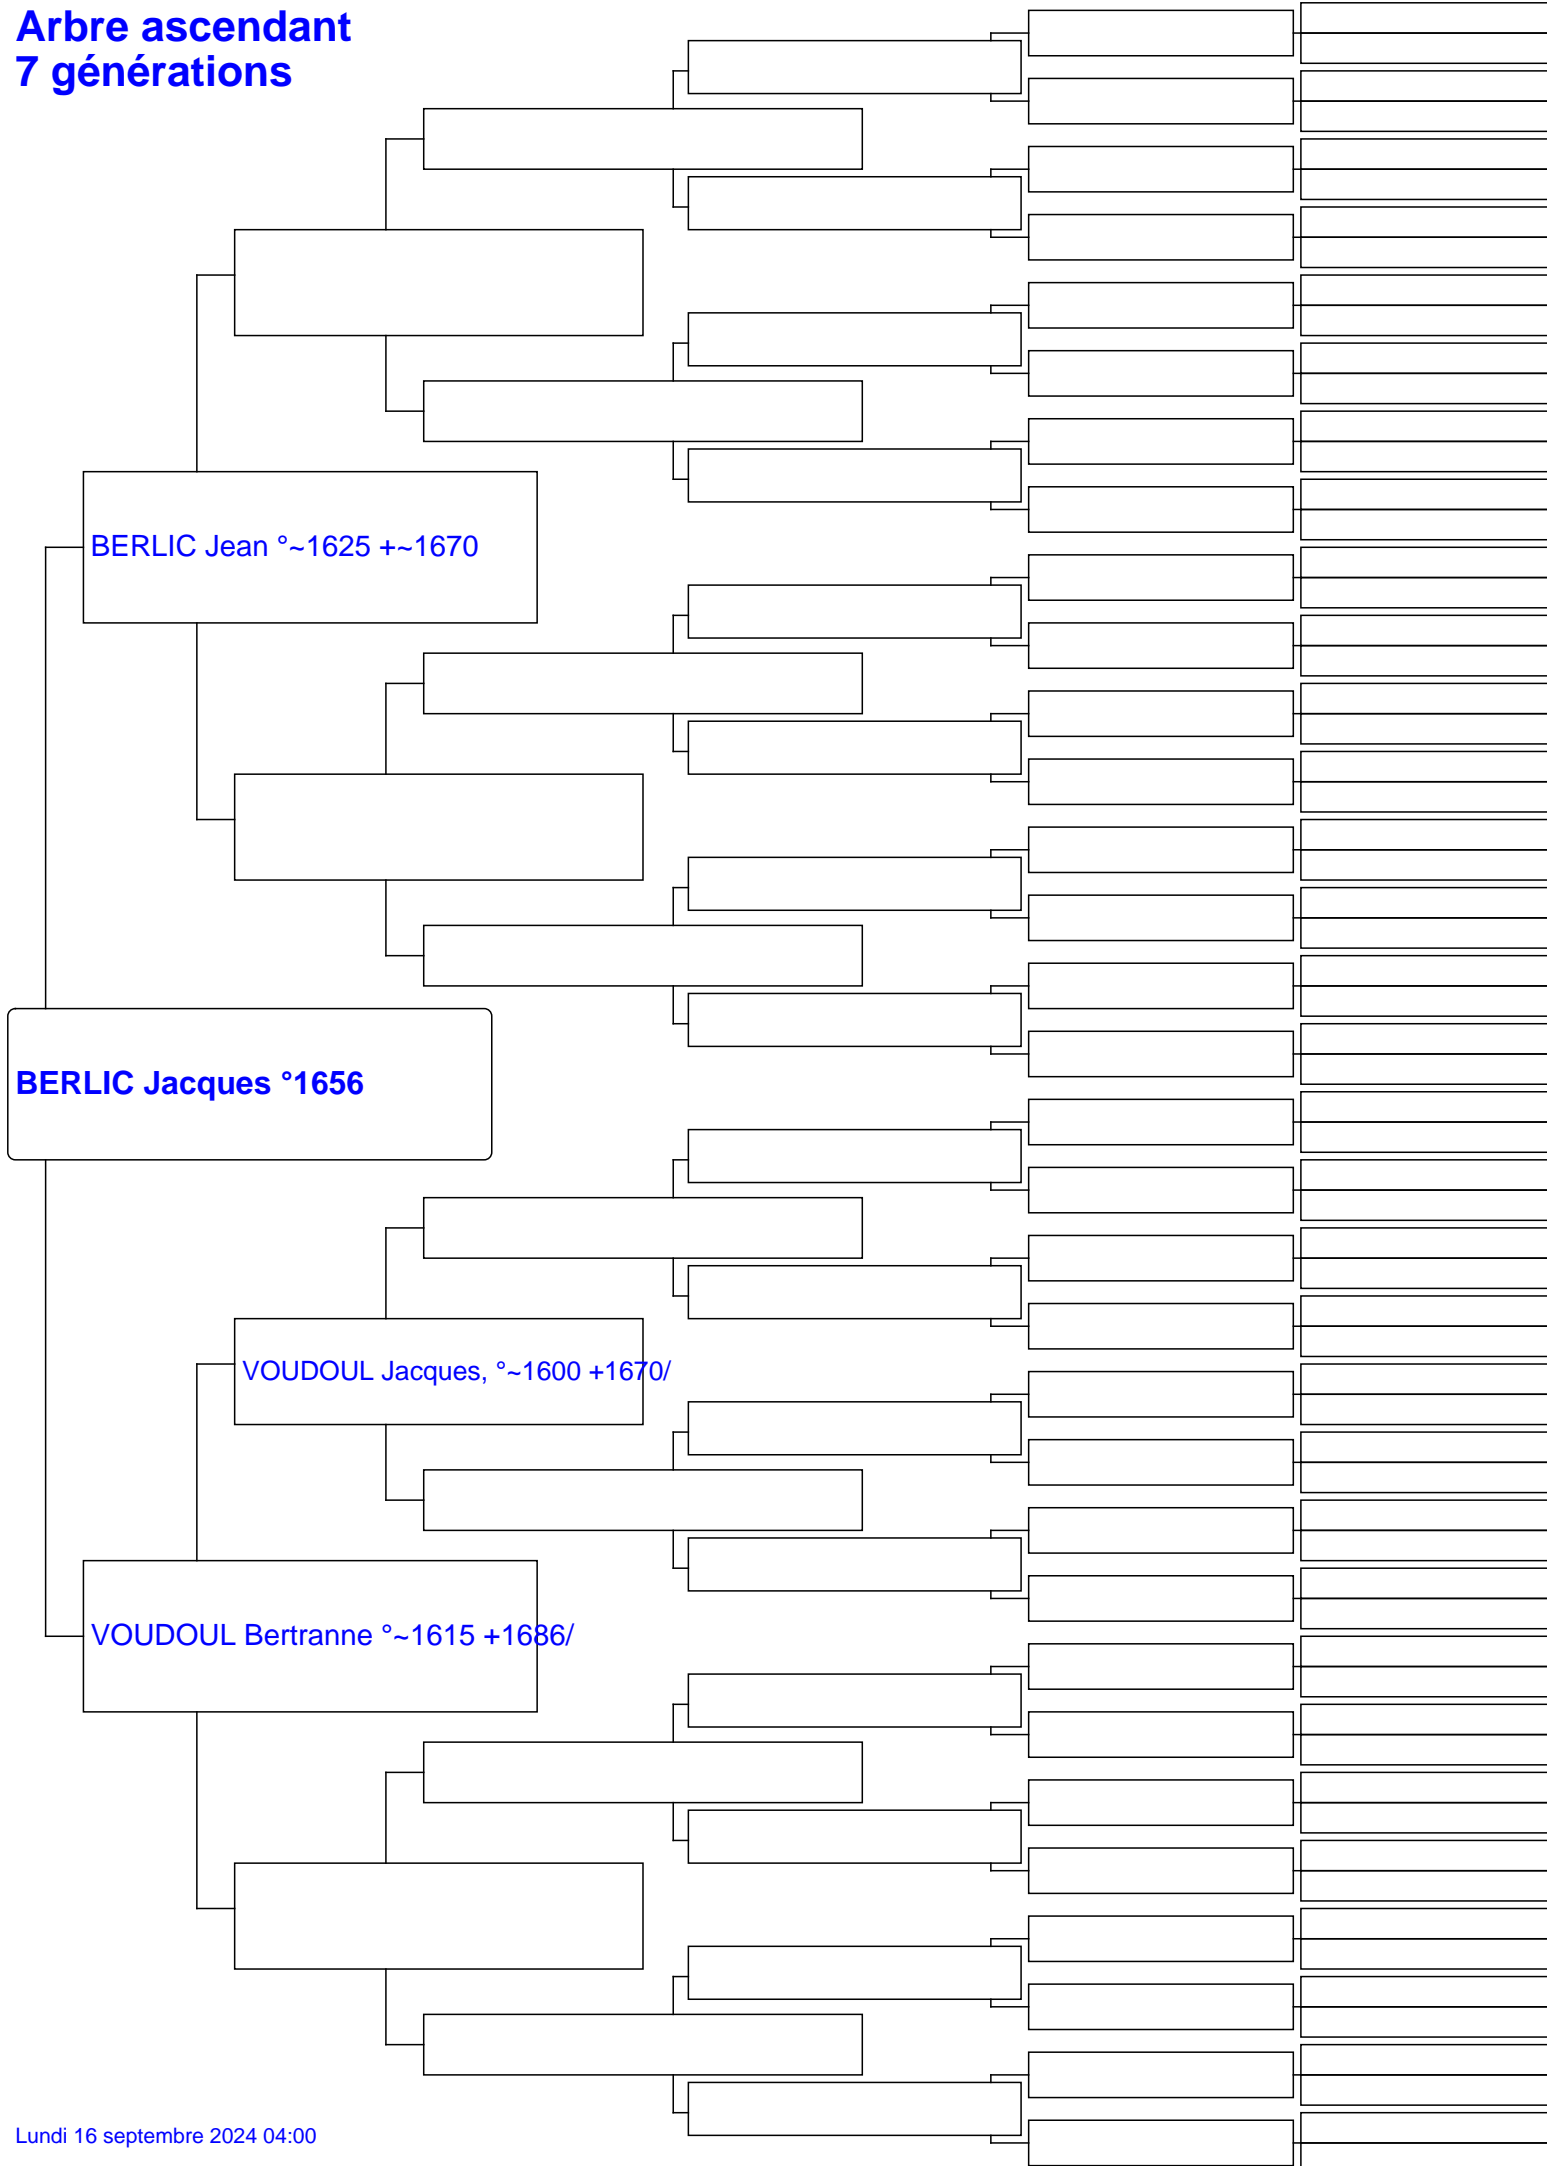 Arbre ascendant
7 générations
BERLIC Jean °~1625 +~1670
BERLIC Jacques °1656
VOUDOUL Jacques, °~1600 +1670/
VOUDOUL Bertranne °~1615 +1686/
Lundi 16 septembre 2024 04:00